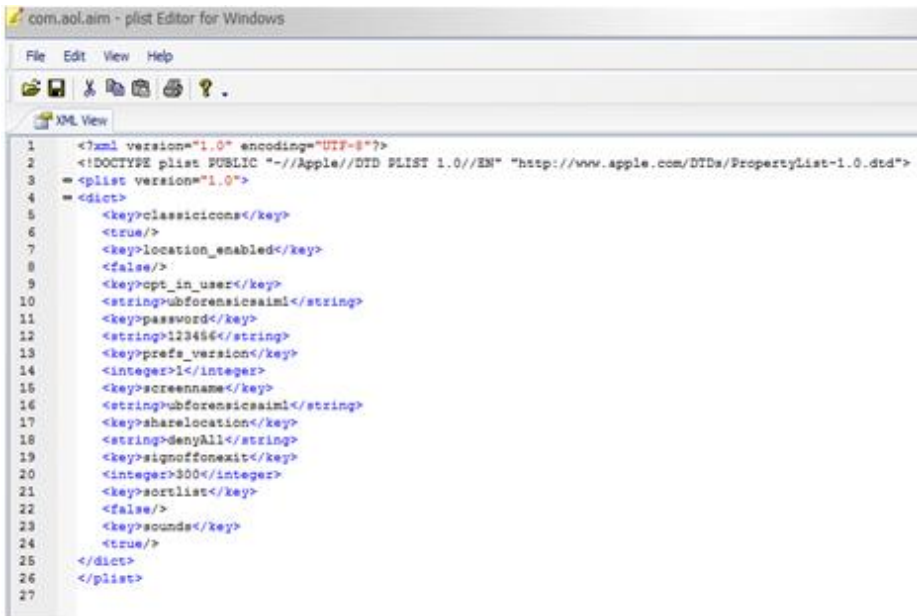 com.aol.aim - plist Editor for Windows
File Edit View Help
XML View
1 <?xml version="1.0" encoding="UTF-8"?>
2 <!DOCTYPE plist PUBLIC "-//Apple//DTD PLIST 1.0//EN" "http://www.apple.com/DTDs/PropertyList-1.0.dtd">
3 <plist version="1.0">
4 <dict>
5 <key>classicicons</key>
6 <true/>
7 <key>location_enabled</key>
8 <false/>
9 <key>opt_in_user</key>
10 <string>ubforensicsaim1</string>
11 <key>password</key>
12 <string>123456</string>
13 <key>prefs_version</key>
14 <integer>1</integer>
15 <key>screenname</key>
16 <string>ubforensicsaim1</string>
17 <key>sharelocation</key>
18 <string>denyAll</string>
19 <key>signoffonexit</key>
20 <integer>300</integer>
21 <key>sortlist</key>
22 <false/>
23 <key>sounds</key>
24 <true/>
25 </dict>
26 </plist>
27